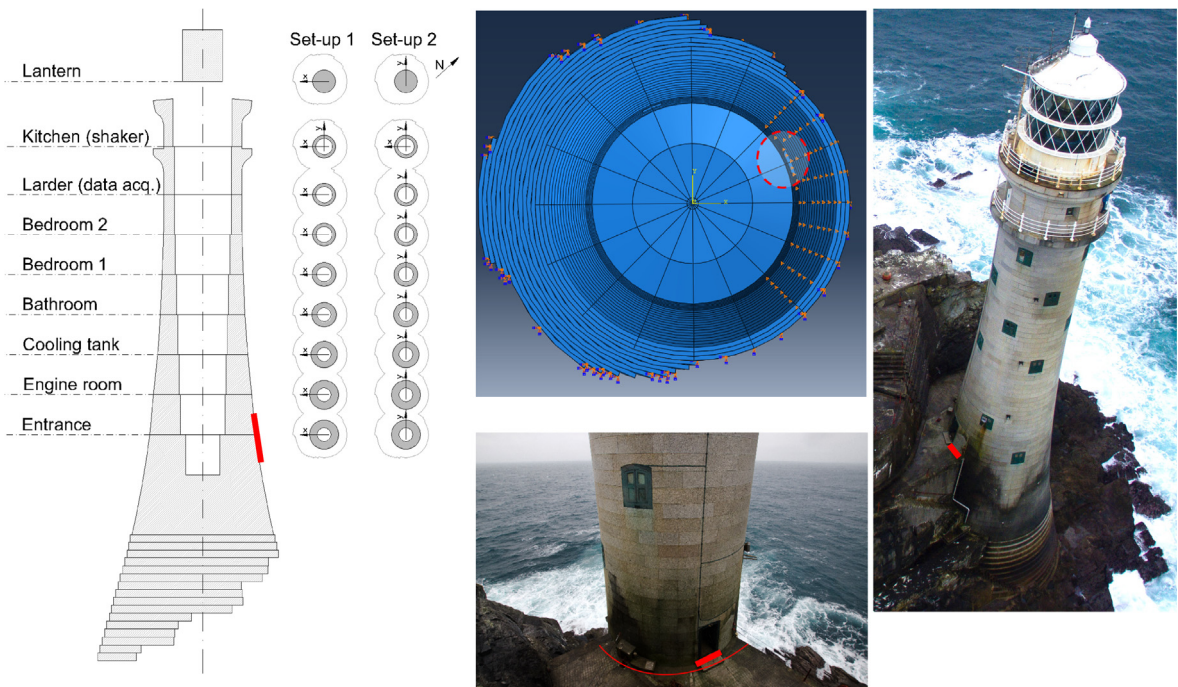 Set-up 1
Set-up 2
N
Lantern
Kitchen (shaker)
Larder (data acq.)
Bedroom 2
Bedroom 1
Bathroom
Cooling tank
Engine room
Entrance
x
y
x
y
x
y
x
x
y
x
y
x
y
x
y
x
y
x
y
x
y
Y
X